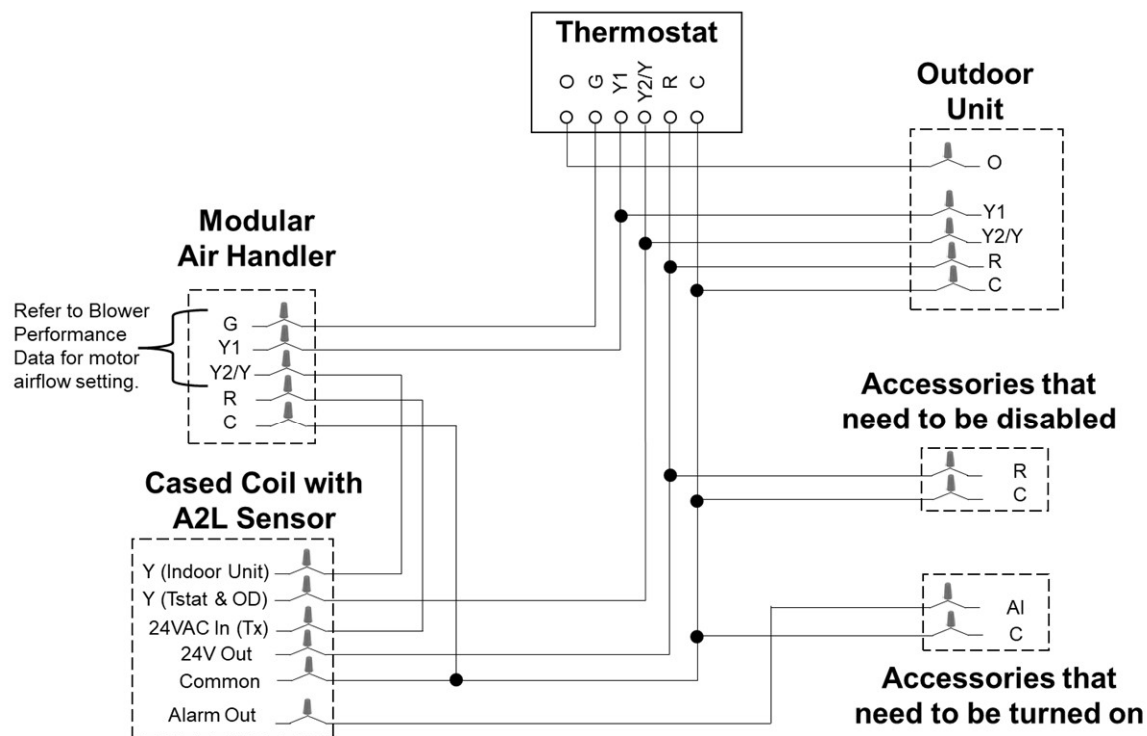 Thermostat
O
G
Y1
Y2/Y
R
C
Outdoor
Unit
O
Y1
Y2/Y
R
C
Modular
Air Handler
Refer to Blower
Performance
Data for motor
airflow setting.
G
Y1
Y2/Y
R
C
Accessories that
need to be disabled
R
C
Cased Coil with
A2L Sensor
Y (Indoor Unit)
Y (Tstat & OD)
24VAC In (Tx)
24V Out
Common
Alarm Out
AI
C
Accessories that
need to be turned on